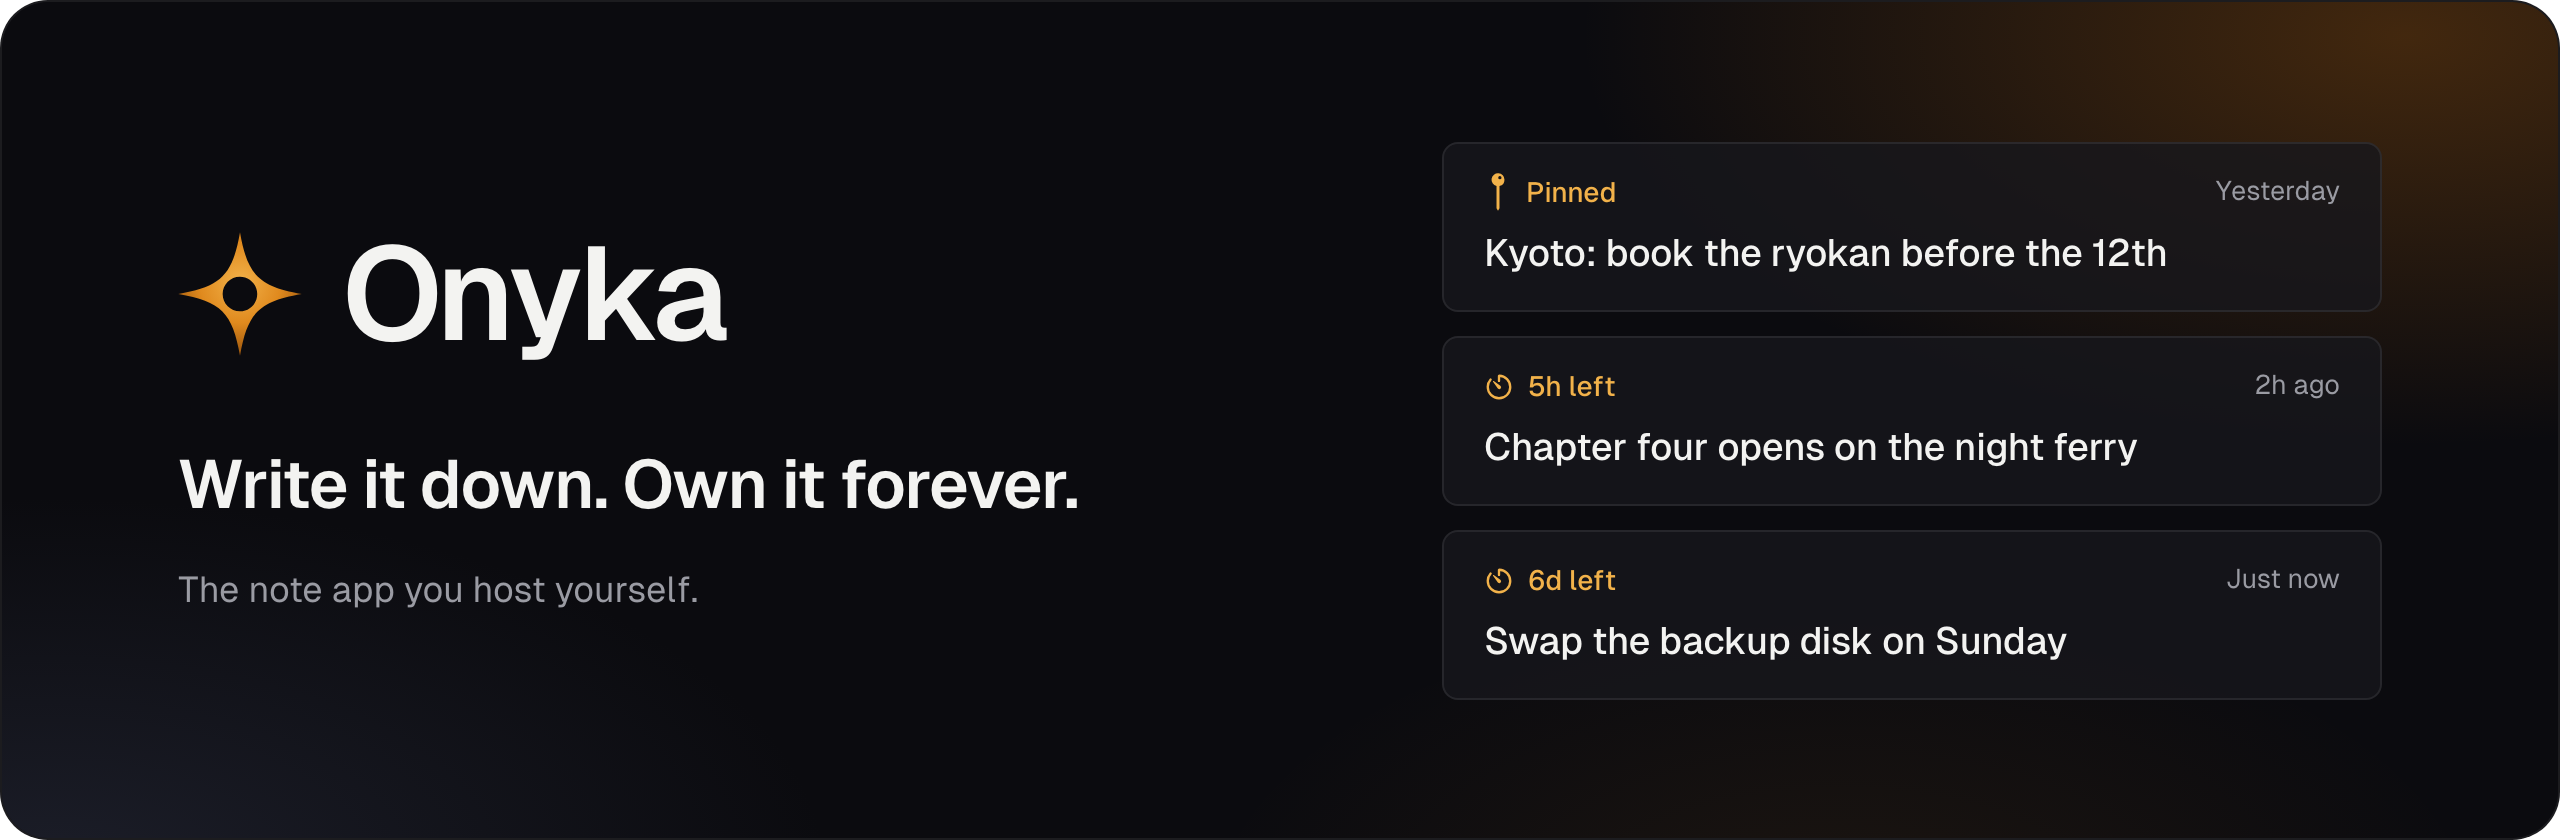 Onyka
Write it down. Own it forever.
The note app you host yourself.
Pinned
Yesterday
Kyoto: book the ryokan before the 12th
5h left
2h ago
Chapter four opens on the night ferry
6d left
Just now
Swap the backup disk on Sunday